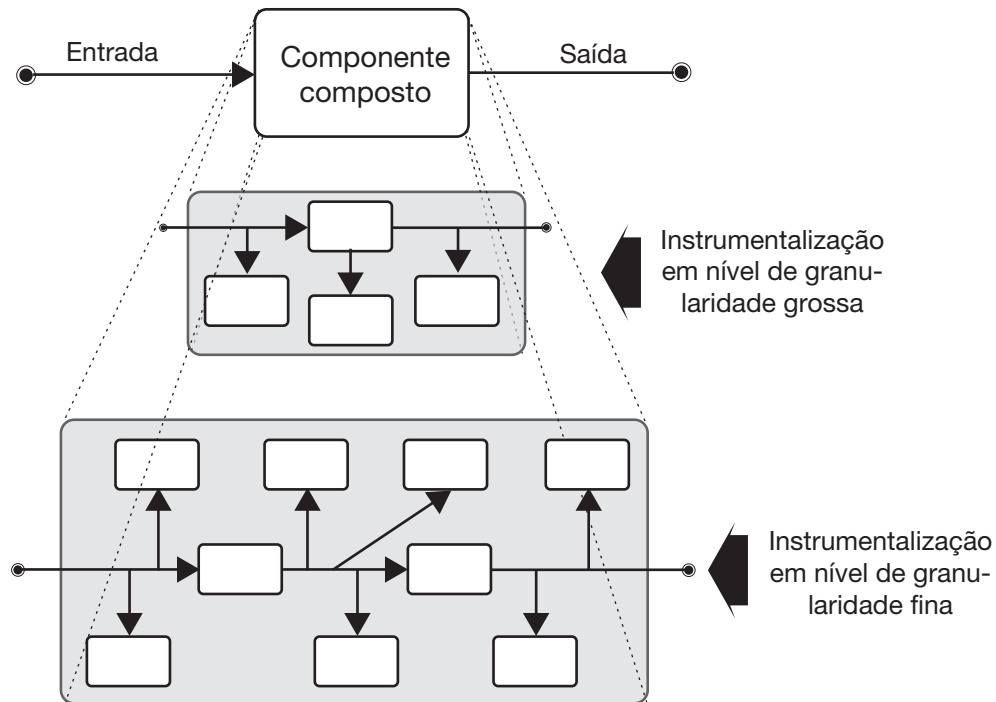 Entrada
Componente
composto
Saída
Instrumentalização
em nível de granu-
laridade grossa
Instrumentalização
em nível de granu-
laridade fina